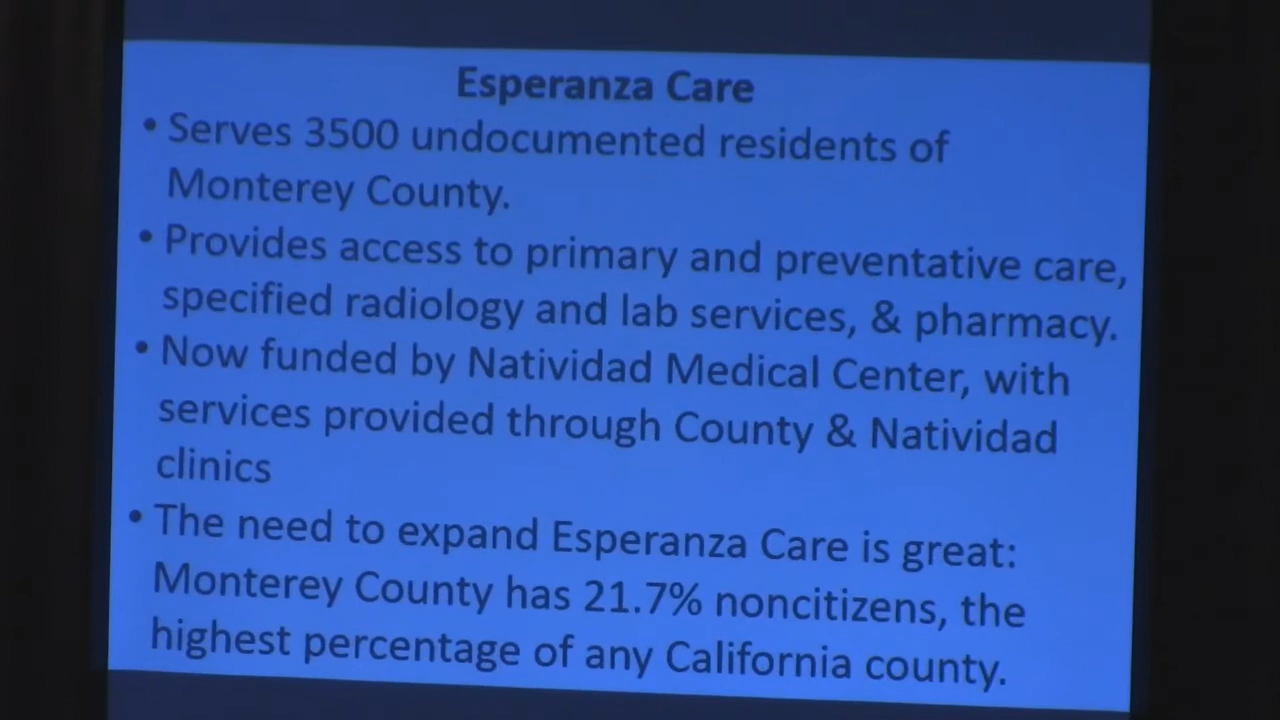 Esperanza Care
• Serves 3500 undocumented residents of
Monterey County.
• Provides access to primary and preventative care,
specified radiology and lab services, & pharmacy.
• Now funded by Natividad Medical Center, with
services provided through County & Natividad
clinics
• The need to expand Esperanza Care is great:
Monterey County has 21.7% noncitizens, the
highest percentage of any California county.